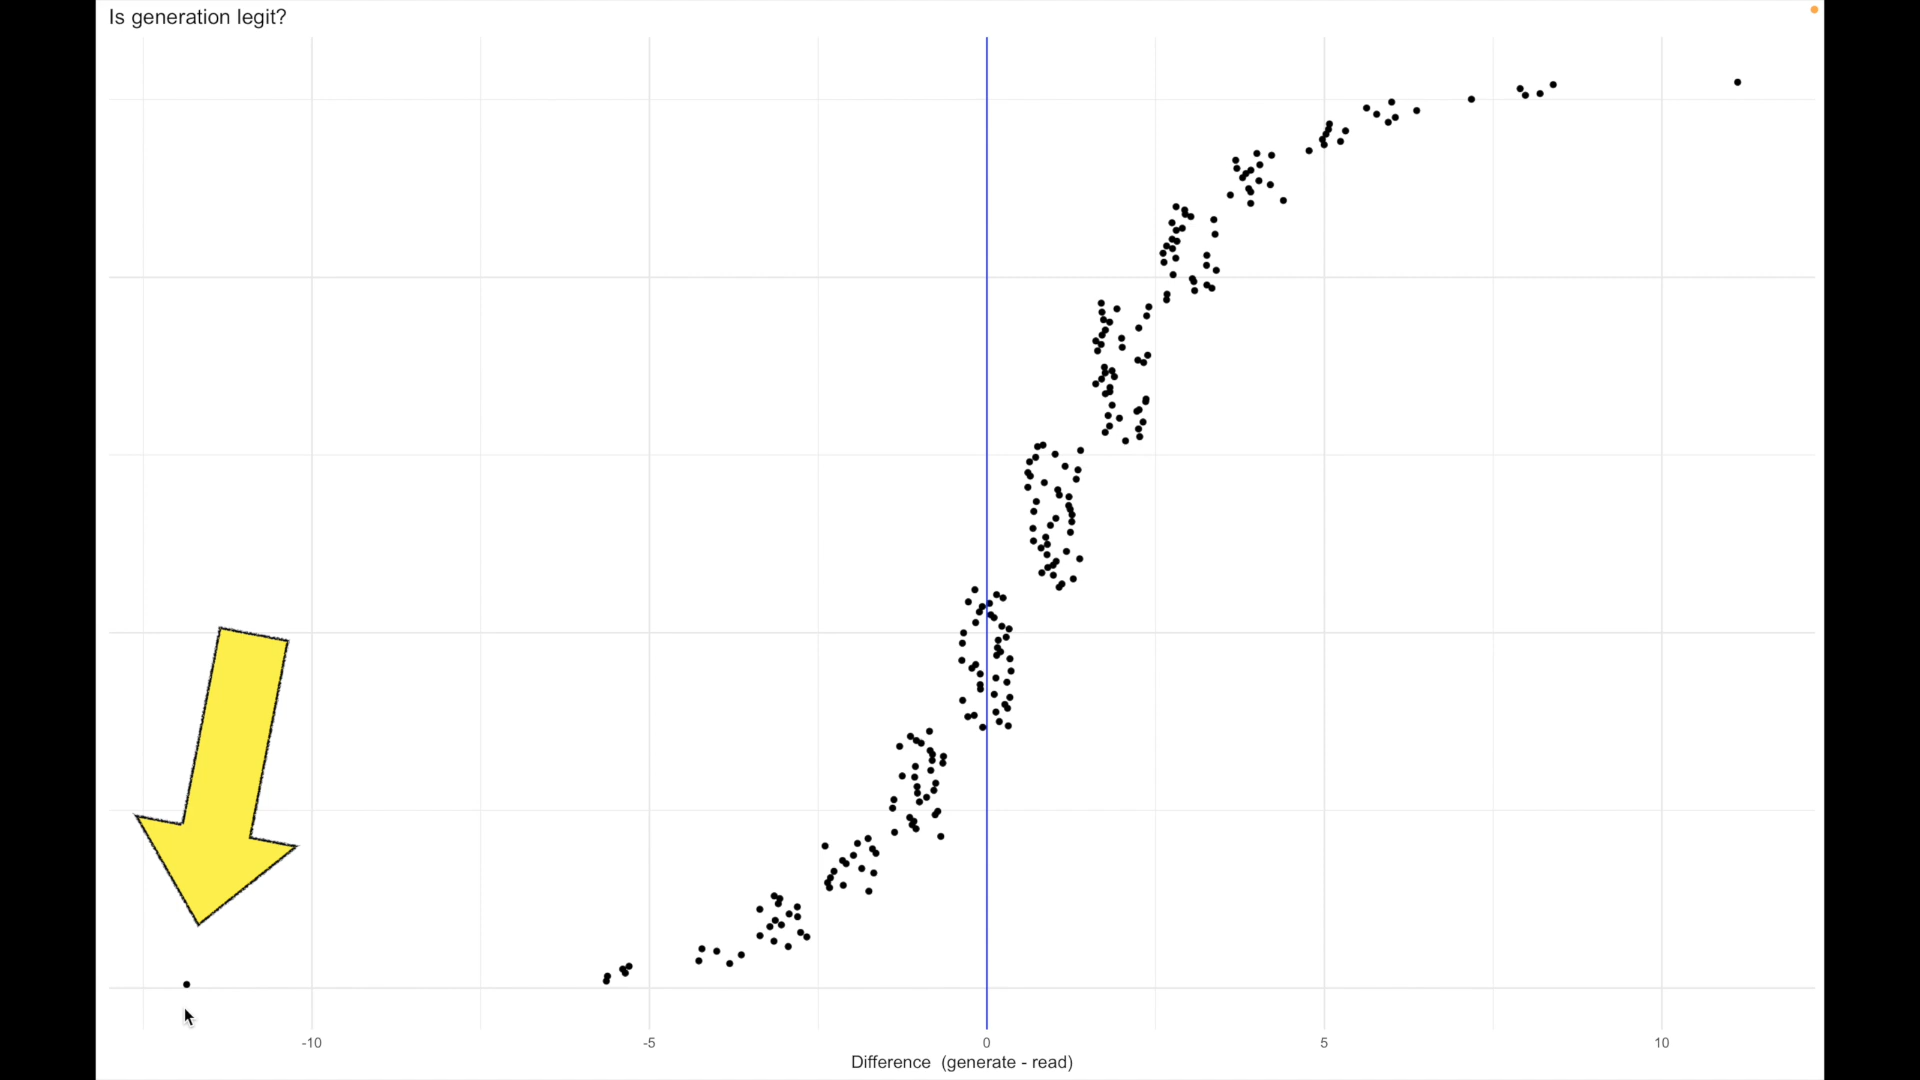 Is generation legit?
-10 -5 0 5 10
Difference (generate - read)